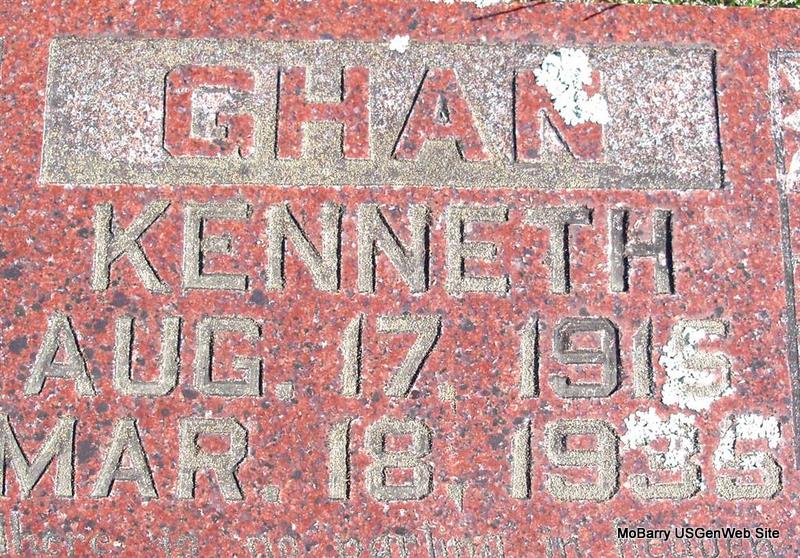 GHAN
KENNETH
AUG. 17, 1915
MAR. 18, 1935
MoBarry USGenWeb Site